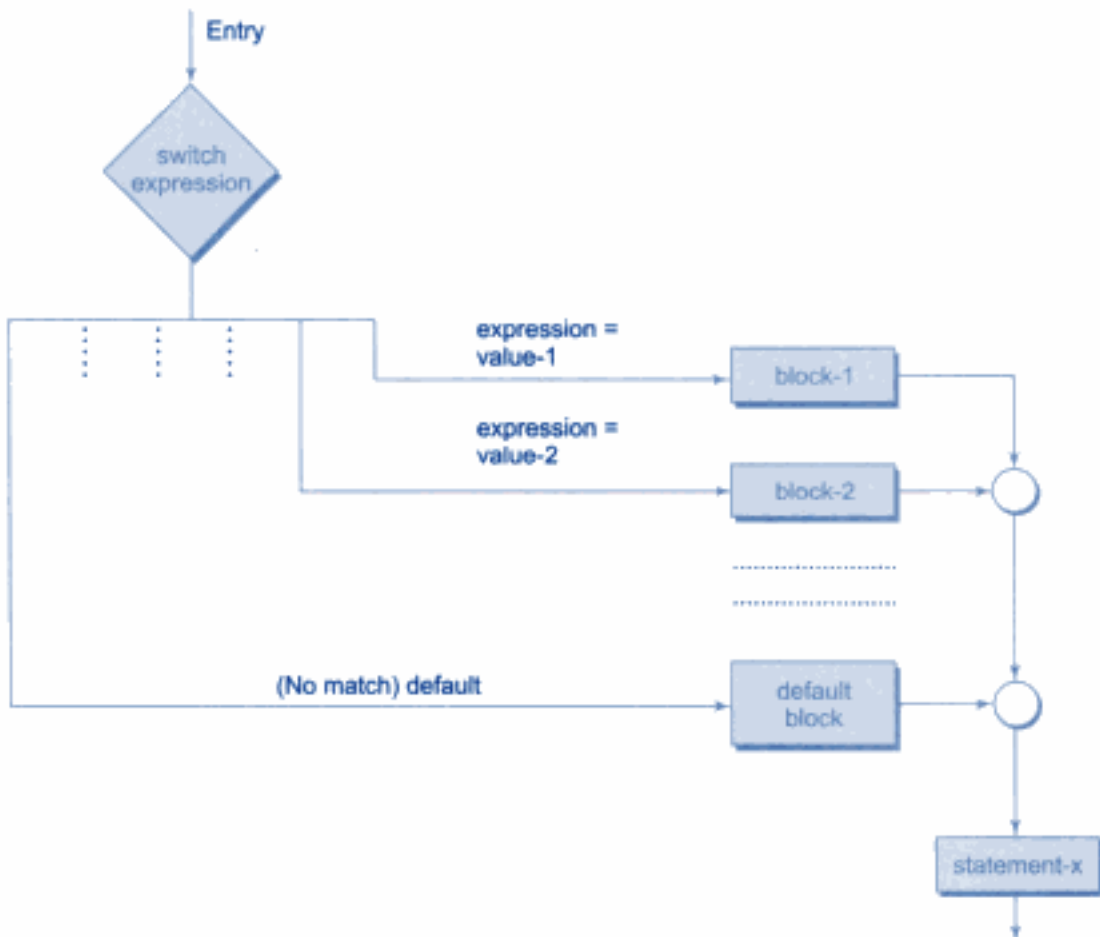 Entry
switch
expression
expression =
value-1
block-1
expression =
value-2
block-2
(No match) default
default
block
statement-x